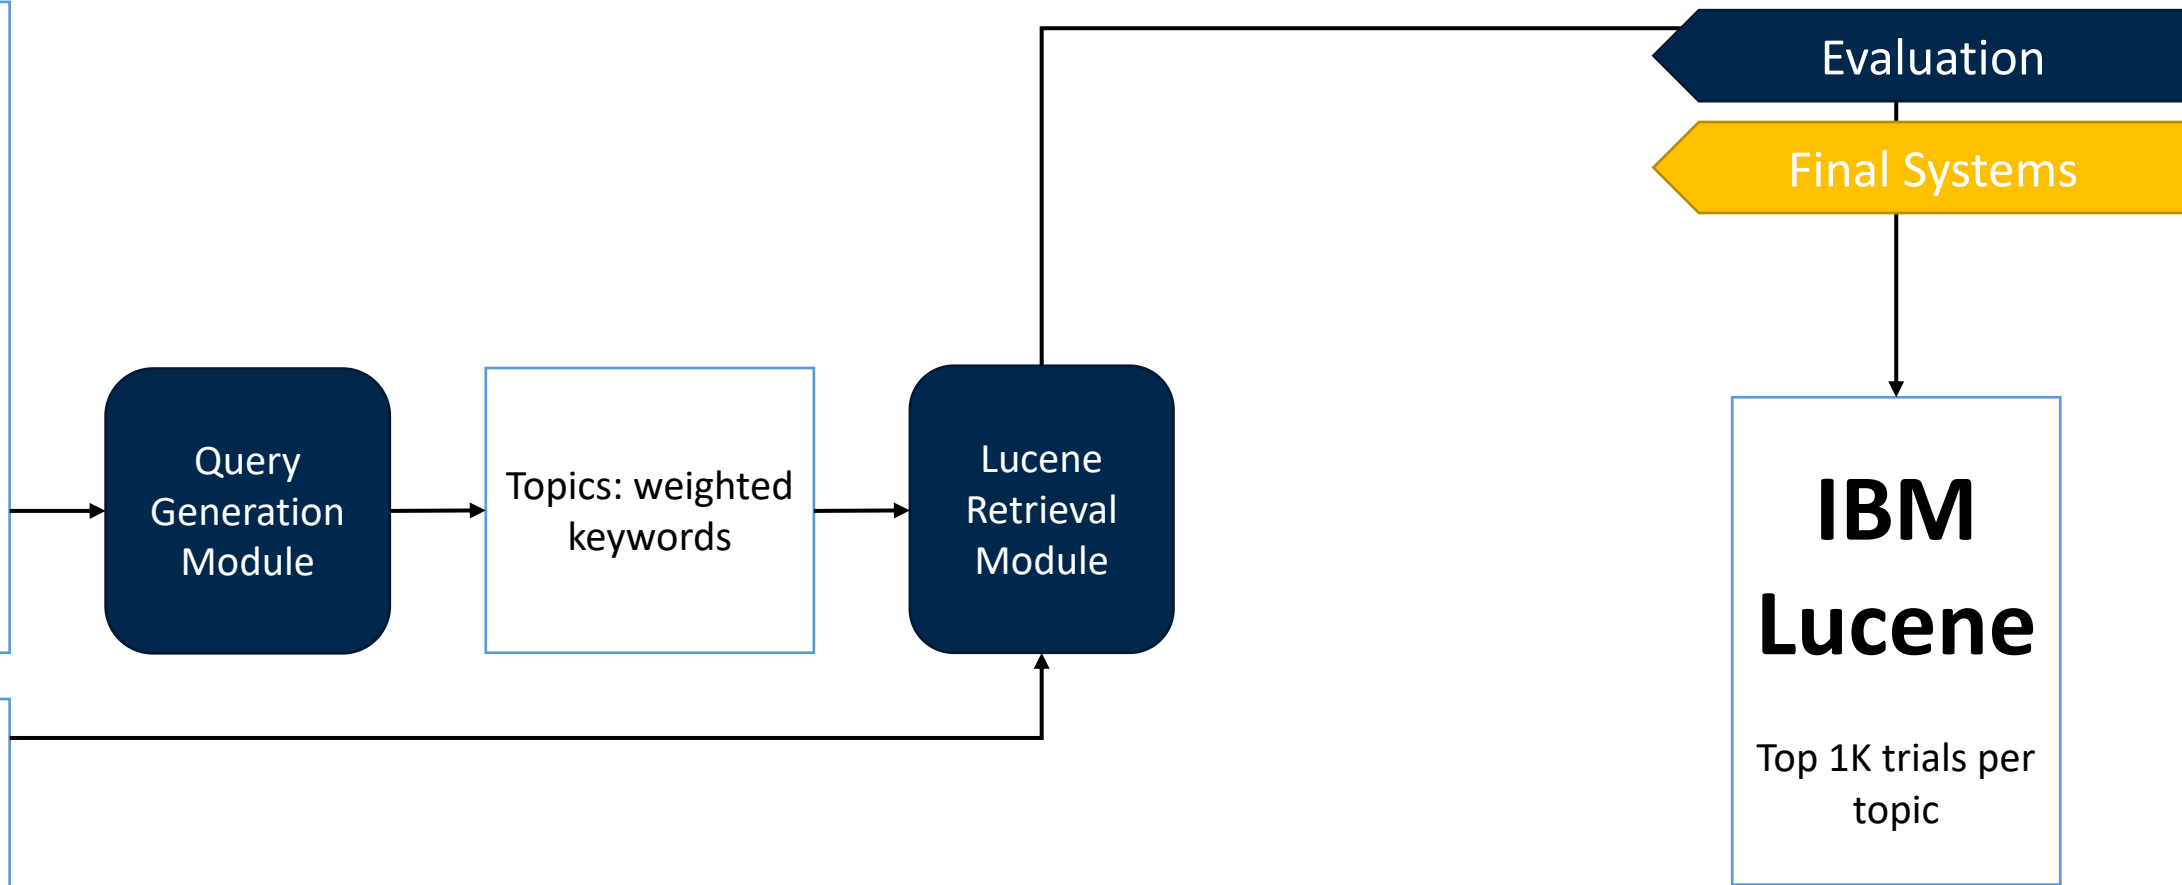 Evaluation
Final Systems
Query
Generation
Module
Topics: weighted
keywords
Lucene
Retrieval
Module
IBM
Lucene
Top 1K trials per
topic